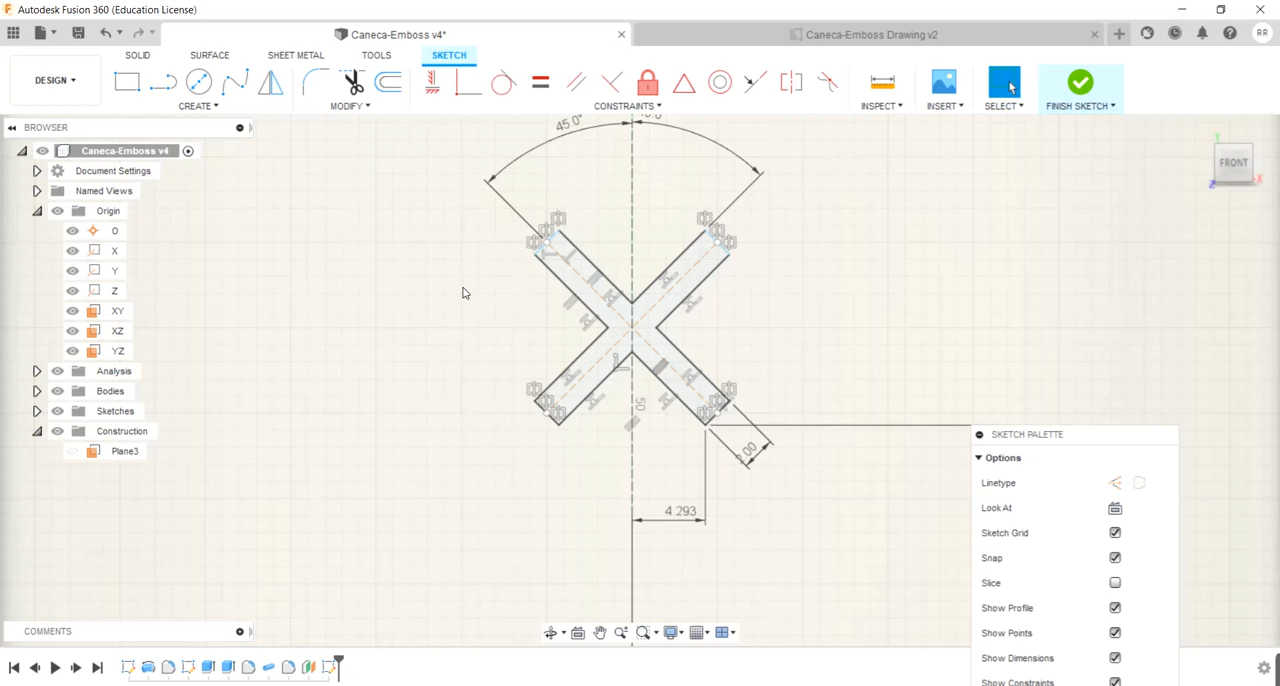 Autodesk Fusion 360 (Education License)
Caneca-Emboss v4*
Caneca-Emboss Drawing v2
RR
DESIGN
SOLID
SURFACE
SHEET METAL
TOOLS
SKETCH
CREATE
MODIFY
CONSTRAINTS
INSPECT
INSERT
SELECT
FINISH SKETCH
BROWSER
Caneca-Emboss v4
Document Settings
Named Views
Origin
O
X
Y
Z
XY
XZ
YZ
Analysis
Bodies
Sketches
Construction
Plane3
45.0°
50
4.293
FRONT
Y
X
Z
SKETCH PALETTE
Options
Linetype
Look At
Sketch Grid
Snap
Slice
Show Profile
Show Points
Show Dimensions
Show Constraints
COMMENTS